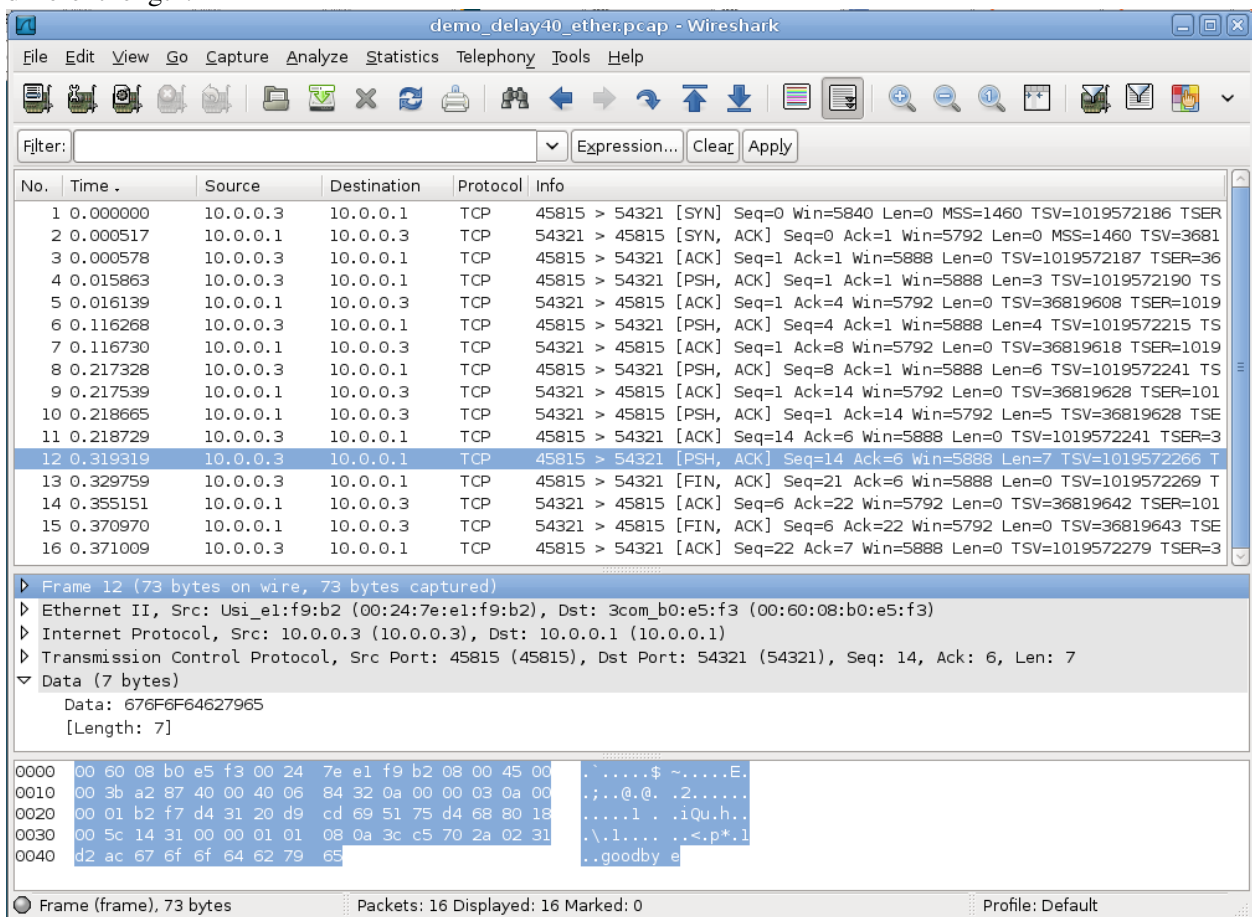 demo_delay40_ether.pcap - Wireshark
File Edit View Go Capture Analyze Statistics Telephony Tools Help
Filter: Expression... Clear Apply
No. Time Source Destination Protocol Info
1 0.000000 10.0.0.3 10.0.0.1 TCP 45815 > 54321 [SYN] Seq=0 Win=5840 Len=0 MSS=1460 TSV=1019572186 TSER
2 0.000517 10.0.0.1 10.0.0.3 TCP 54321 > 45815 [SYN, ACK] Seq=0 Ack=1 Win=5792 Len=0 MSS=1460 TSV=3681
3 0.000578 10.0.0.3 10.0.0.1 TCP 45815 > 54321 [ACK] Seq=1 Ack=1 Win=5888 Len=0 TSV=1019572187 TSER=36
4 0.015863 10.0.0.3 10.0.0.1 TCP 45815 > 54321 [PSH, ACK] Seq=1 Ack=1 Win=5888 Len=3 TSV=1019572190 TS
5 0.016139 10.0.0.1 10.0.0.3 TCP 54321 > 45815 [ACK] Seq=1 Ack=4 Win=5792 Len=0 TSV=36819608 TSER=1019
6 0.116268 10.0.0.3 10.0.0.1 TCP 45815 > 54321 [PSH, ACK] Seq=4 Ack=1 Win=5888 Len=4 TSV=1019572215 TS
7 0.116730 10.0.0.1 10.0.0.3 TCP 54321 > 45815 [ACK] Seq=1 Ack=8 Win=5792 Len=0 TSV=36819618 TSER=1019
8 0.217328 10.0.0.3 10.0.0.1 TCP 45815 > 54321 [PSH, ACK] Seq=8 Ack=1 Win=5888 Len=6 TSV=1019572241 TS
9 0.217539 10.0.0.1 10.0.0.3 TCP 54321 > 45815 [ACK] Seq=1 Ack=14 Win=5792 Len=0 TSV=36819628 TSER=101
10 0.218665 10.0.0.1 10.0.0.3 TCP 54321 > 45815 [PSH, ACK] Seq=1 Ack=14 Win=5792 Len=5 TSV=36819628 TSE
11 0.218729 10.0.0.3 10.0.0.1 TCP 45815 > 54321 [ACK] Seq=14 Ack=6 Win=5888 Len=0 TSV=1019572241 TSER=3
12 0.319319 10.0.0.3 10.0.0.1 TCP 45815 > 54321 [PSH, ACK] Seq=14 Ack=6 Win=5888 Len=7 TSV=1019572266 T
13 0.329759 10.0.0.3 10.0.0.1 TCP 45815 > 54321 [FIN, ACK] Seq=21 Ack=6 Win=5888 Len=0 TSV=1019572269 T
14 0.355151 10.0.0.1 10.0.0.3 TCP 54321 > 45815 [ACK] Seq=6 Ack=22 Win=5792 Len=0 TSV=36819642 TSER=101
15 0.370970 10.0.0.1 10.0.0.3 TCP 54321 > 45815 [FIN, ACK] Seq=6 Ack=22 Win=5792 Len=0 TSV=36819643 TSE
16 0.371009 10.0.0.3 10.0.0.1 TCP 45815 > 54321 [ACK] Seq=22 Ack=7 Win=5888 Len=0 TSV=1019572279 TSER=3
Frame 12 (73 bytes on wire, 73 bytes captured)
Ethernet II, Src: Usi_e1:f9:b2 (00:24:7e:e1:f9:b2), Dst: 3com_b0:e5:f3 (00:60:08:b0:e5:f3)
Internet Protocol, Src: 10.0.0.3 (10.0.0.3), Dst: 10.0.0.1 (10.0.0.1)
Transmission Control Protocol, Src Port: 45815 (45815), Dst Port: 54321 (54321), Seq: 14, Ack: 6, Len: 7
Data (7 bytes)
Data: 676F6F64627965
[Length: 7]
0000 00 60 08 b0 e5 f3 00 24 7e e1 f9 b2 08 00 45 00 .`.....$ ~.....E.
0010 00 3b a2 87 40 00 40 06 84 32 0a 00 00 03 0a 00 .;..@.@. .2......
0020 00 01 b2 f7 d4 31 20 d9 cd 69 51 75 d4 68 80 18 .....1 . .iQu.h..
0030 00 5c 14 31 00 00 01 01 08 0a 3c c5 70 2a 02 31 .\.1.... ..<.p*.1
0040 d2 ac 67 6f 6f 64 62 79 65 ..goodby e
Frame (frame), 73 bytes Packets: 16 Displayed: 16 Marked: 0 Profile: Default